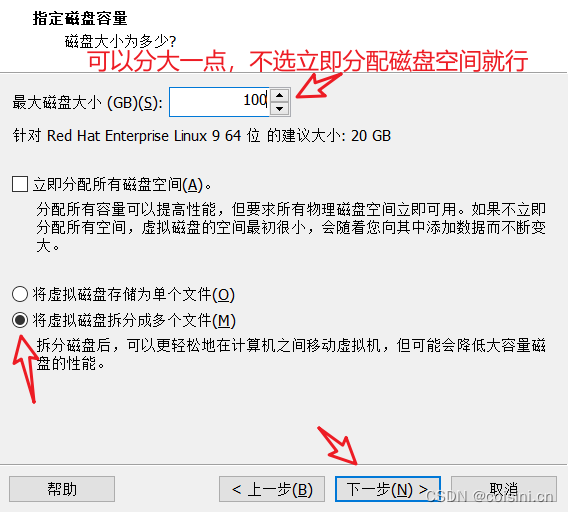 指定磁盘容量
磁盘大小为多少?
可以分大一点，不选立即分配磁盘空间就行
最大磁盘大小 (GB)(S): 100
针对 Red Hat Enterprise Linux 9 64 位 的建议大小: 20 GB
立即分配所有磁盘空间(A)。
分配所有容量可以提高性能，但要求所有物理磁盘空间立即可用。如果不立即
分配所有空间，虚拟磁盘的空间最初很小，会随着您向其中添加数据而不断变
大。
将虚拟磁盘存储为单个文件(O)
将虚拟磁盘拆分成多个文件(M)
拆分磁盘后，可以更轻松地在计算机之间移动虚拟机，但可能会降低大容量磁
盘的性能。
帮助 < 上一步(B) 下一步(N) > 取消
CSDN @coisini.cn